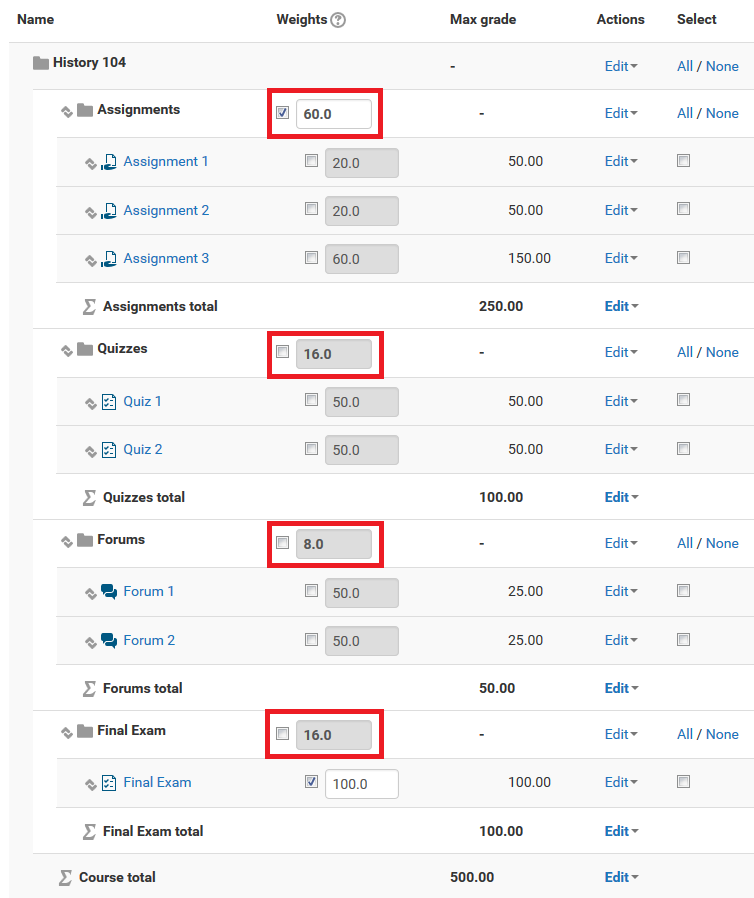 Name Weights Max grade Actions Select
History 104 - Edit All / None
Assignments 60.0 - Edit All / None
Assignment 1 20.0 50.00 Edit
Assignment 2 20.0 50.00 Edit
Assignment 3 60.0 150.00 Edit
Assignments total 250.00 Edit
Quizzes 16.0 - Edit All / None
Quiz 1 50.0 50.00 Edit
Quiz 2 50.0 50.00 Edit
Quizzes total 100.00 Edit
Forums 8.0 - Edit All / None
Forum 1 50.0 25.00 Edit
Forum 2 50.0 25.00 Edit
Forums total 50.00 Edit
Final Exam 16.0 - Edit All / None
Final Exam 100.0 100.00 Edit
Final Exam total 100.00 Edit
Course total 500.00 Edit